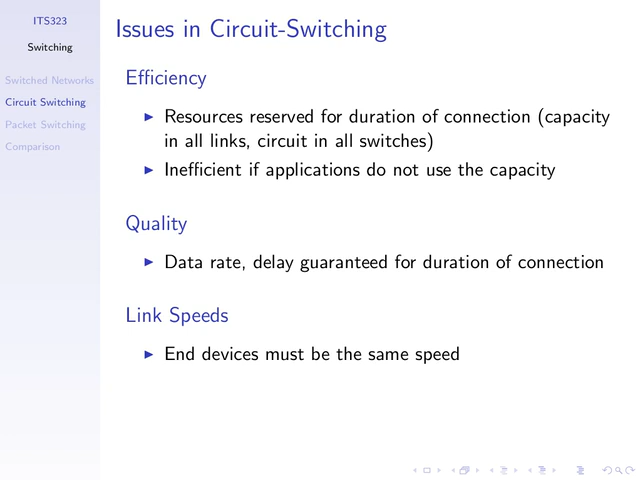 ITS323
Switching
Switched Networks
Circuit Switching
Packet Switching
Comparison
Issues in Circuit-Switching
Efficiency
Resources reserved for duration of connection (capacity
in all links, circuit in all switches)
Inefficient if applications do not use the capacity
Quality
Data rate, delay guaranteed for duration of connection
Link Speeds
End devices must be the same speed